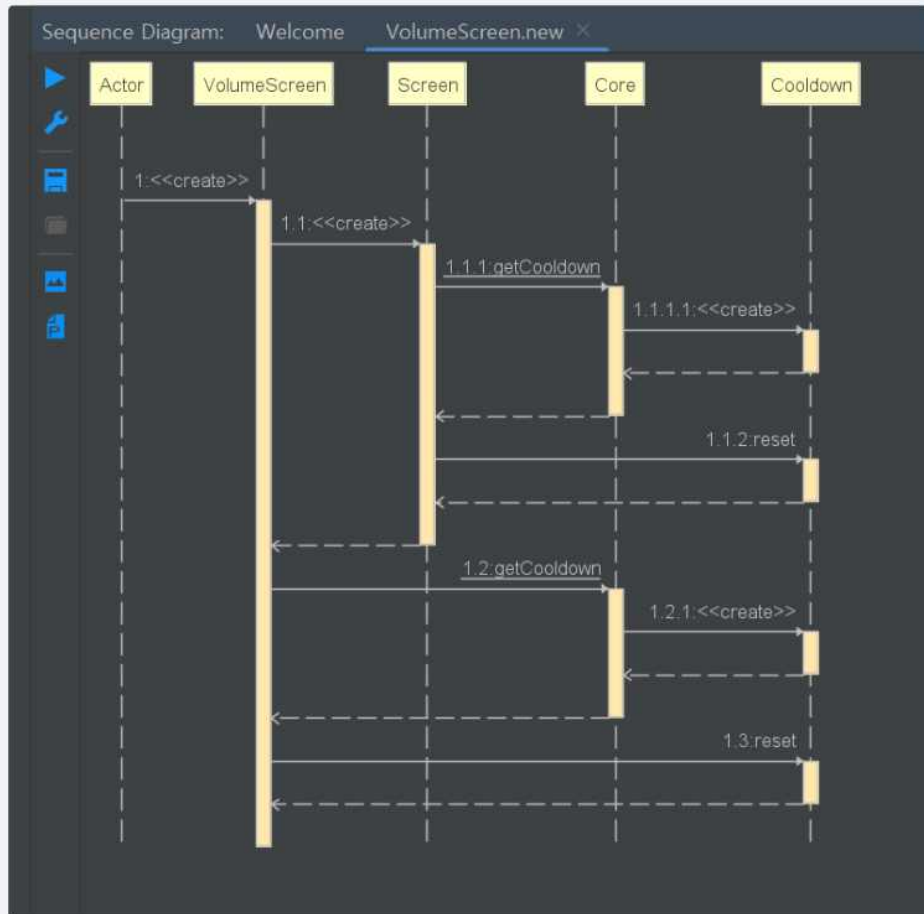 Sequence Diagram: Welcome VolumeScreen.new ×
Actor VolumeScreen Screen Core Cooldown
1:<<create>>
1.1:<<create>>
1.1.1:getCooldown
1.1.1.1:<<create>>
1.1.2:reset
1.2:getCooldown
1.2.1:<<create>>
1.3:reset